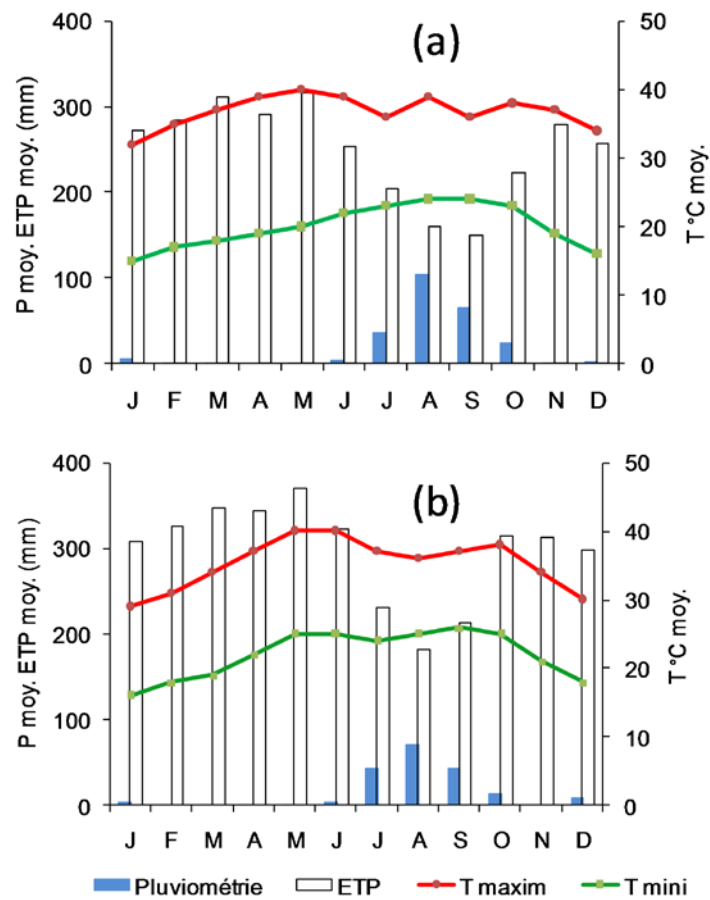 (a)
P moy. ETP moy. (mm)
400
300
200
100
0
50
40
30
20
10
0
T°C moy.
J F M A M J J A S O N D
(b)
P moy. ETP moy. (mm)
400
300
200
100
0
50
40
30
20
10
0
T°C moy.
J F M A M J J A S O N D
Pluviométrie ETP T maxim T mini